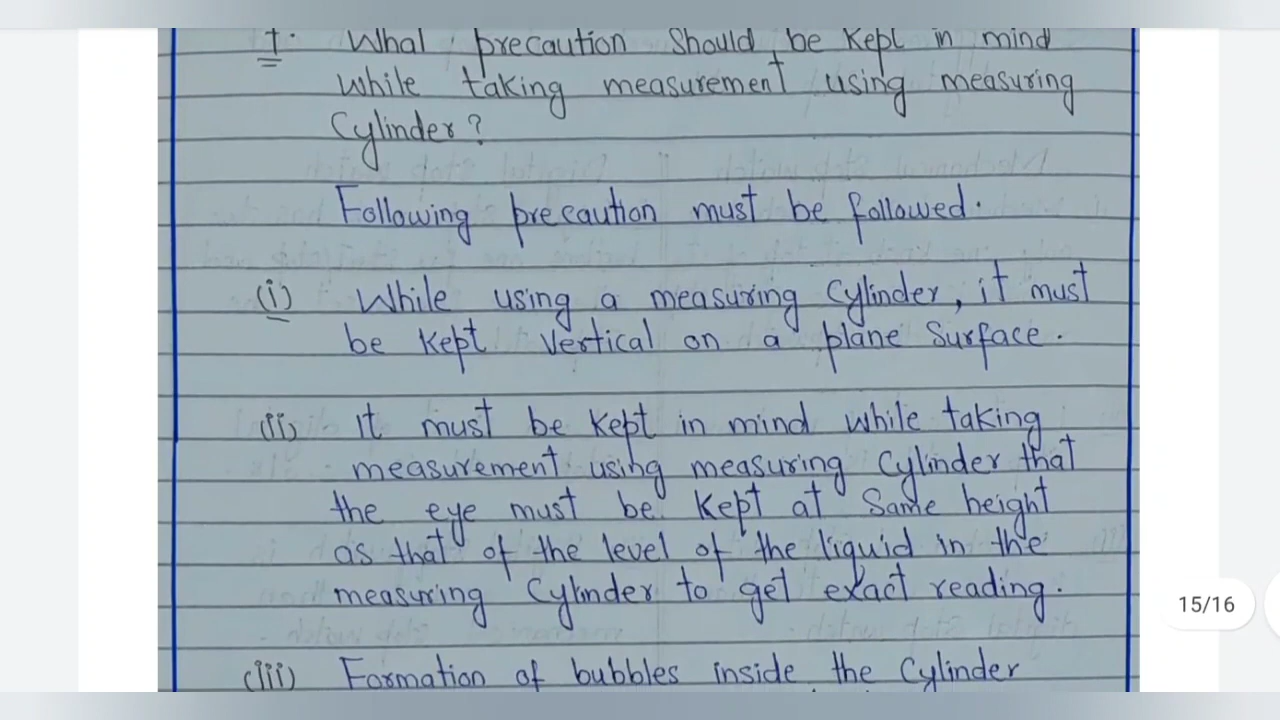 What precaution should be kept in mind
while taking measurement using measuring
Cylinder?
Following precaution must be followed.
(i) While using a measuring Cylinder, it must
be kept vertical on a plane surface.
(ii) It must be kept in mind while taking
measurement using measuring Cylinder that
the eye must be kept at same height
as that of the level of the liquid in the
measuring Cylinder to get exact reading.
15/16
(iii) Formation of bubbles inside the Cylinder